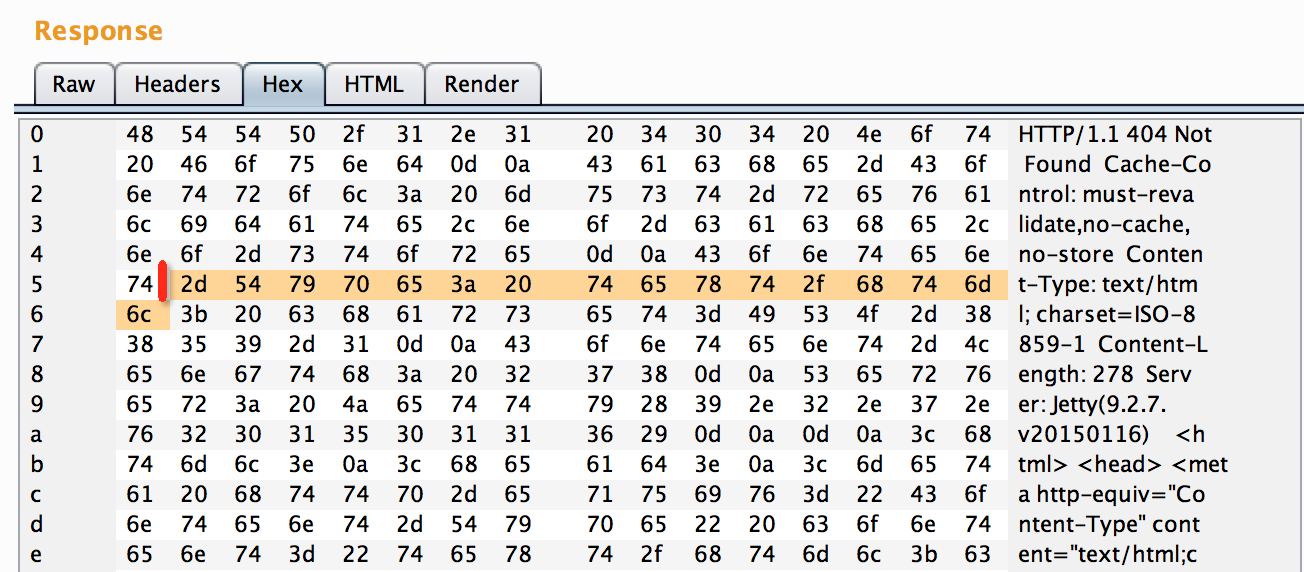 Response
Raw Headers Hex HTML Render
0 48 54 54 50 2f 31 2e 31 20 34 30 34 20 4e 6f 74 HTTP/1.1 404 Not
1 20 46 6f 75 6e 64 0d 0a 43 61 63 68 65 2d 43 6f Found Cache-Co
2 6e 74 72 6f 6c 3a 20 6d 75 73 74 2d 72 65 76 61 ntrol: must-reva
3 6c 69 64 61 74 65 2c 6e 6f 2d 63 61 63 68 65 2c lidate,no-cache,
4 6e 6f 2d 73 74 6f 72 65 0d 0a 43 6f 6e 74 65 6e no-store Conten
5 74 2d 54 79 70 65 3a 20 74 65 78 74 2f 68 74 6d t-Type: text/htm
6 6c 3b 20 63 68 61 72 73 65 74 3d 49 53 4f 2d 38 l; charset=ISO-8
7 38 35 39 2d 31 0d 0a 43 6f 6e 74 65 6e 74 2d 4c 859-1 Content-L
8 65 6e 67 74 68 3a 20 32 37 38 0d 0a 53 65 72 76 ength: 278 Serv
9 65 72 3a 20 4a 65 74 74 79 28 39 2e 32 2e 37 2e er: Jetty(9.2.7.
a 76 32 30 31 35 30 31 31 36 29 0d 0a 0d 0a 3c 68 v20150116) <h
b 74 6d 6c 3e 0a 3c 68 65 61 64 3e 0a 3c 6d 65 74 tml> <head> <met
c 61 20 68 74 74 70 2d 65 71 75 69 76 3d 22 43 6f a http-equiv="Co
d 6e 74 65 6e 74 2d 54 79 70 65 22 20 63 6f 6e 74 ntent-Type" cont
e 65 6e 74 3d 22 74 65 78 74 2f 68 74 6d 6c 3b 63 ent="text/html;c